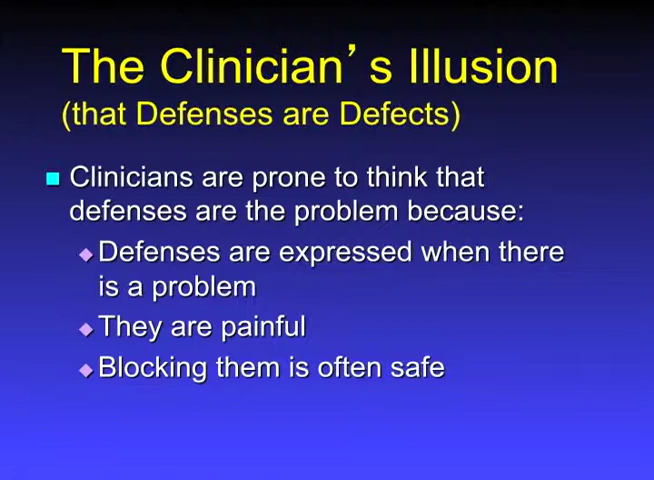 The Clinician’s Illusion
(that Defenses are Defects)
Clinicians are prone to think that
defenses are the problem because:
Defenses are expressed when there
is a problem
They are painful
Blocking them is often safe